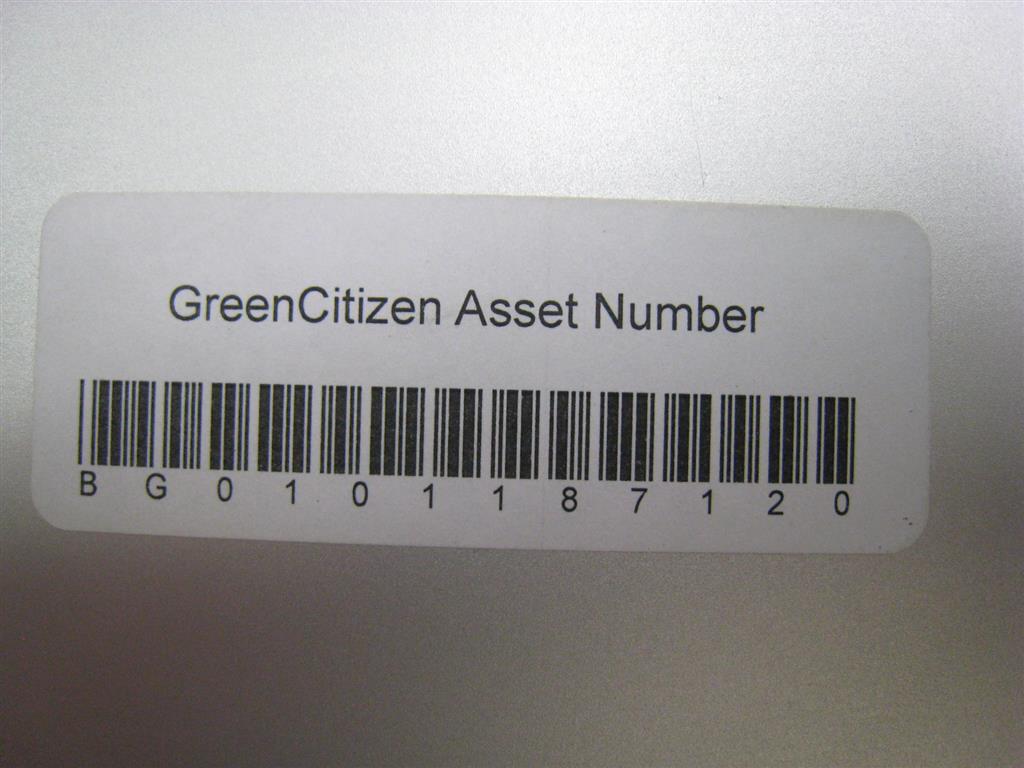 GreenCitizen Asset Number
B G 0 1 0 1 1 8 7 1 2 0